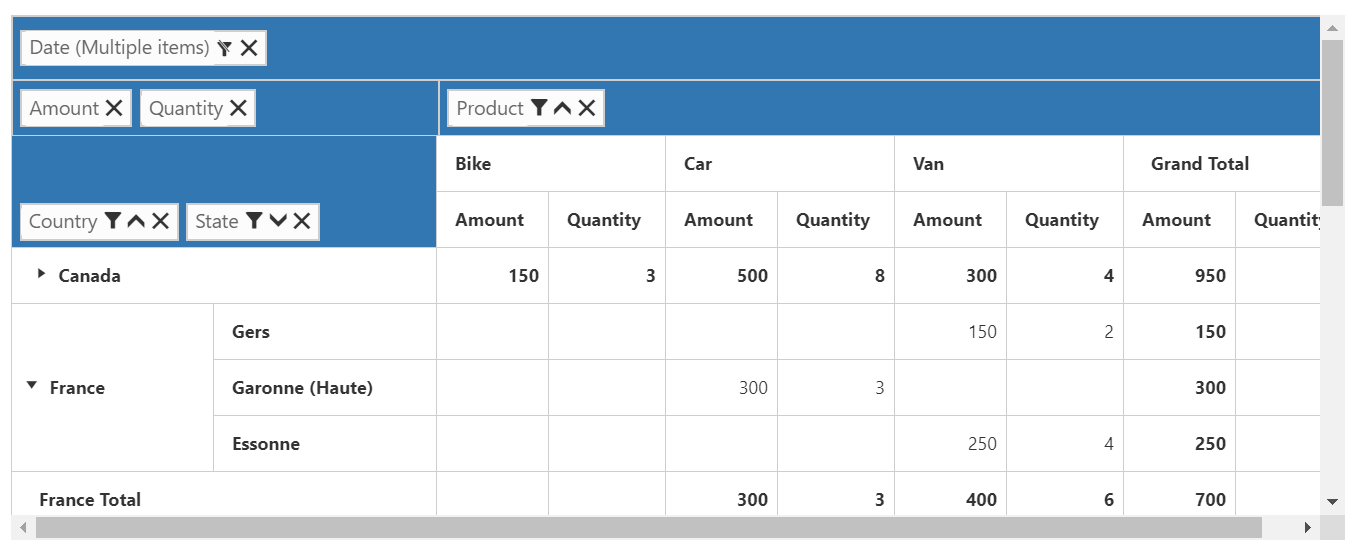 Date (Multiple items)
Amount Quantity Product
Bike Car Van Grand Total
Country State Amount Quantity Amount Quantity Amount Quantity Amount Quantity
Canada 150 3 500 8 300 4 950
Gers 150 2 150
France Garonne (Haute) 300 3 300
Essonne 250 4 250
France Total 300 3 400 6 700